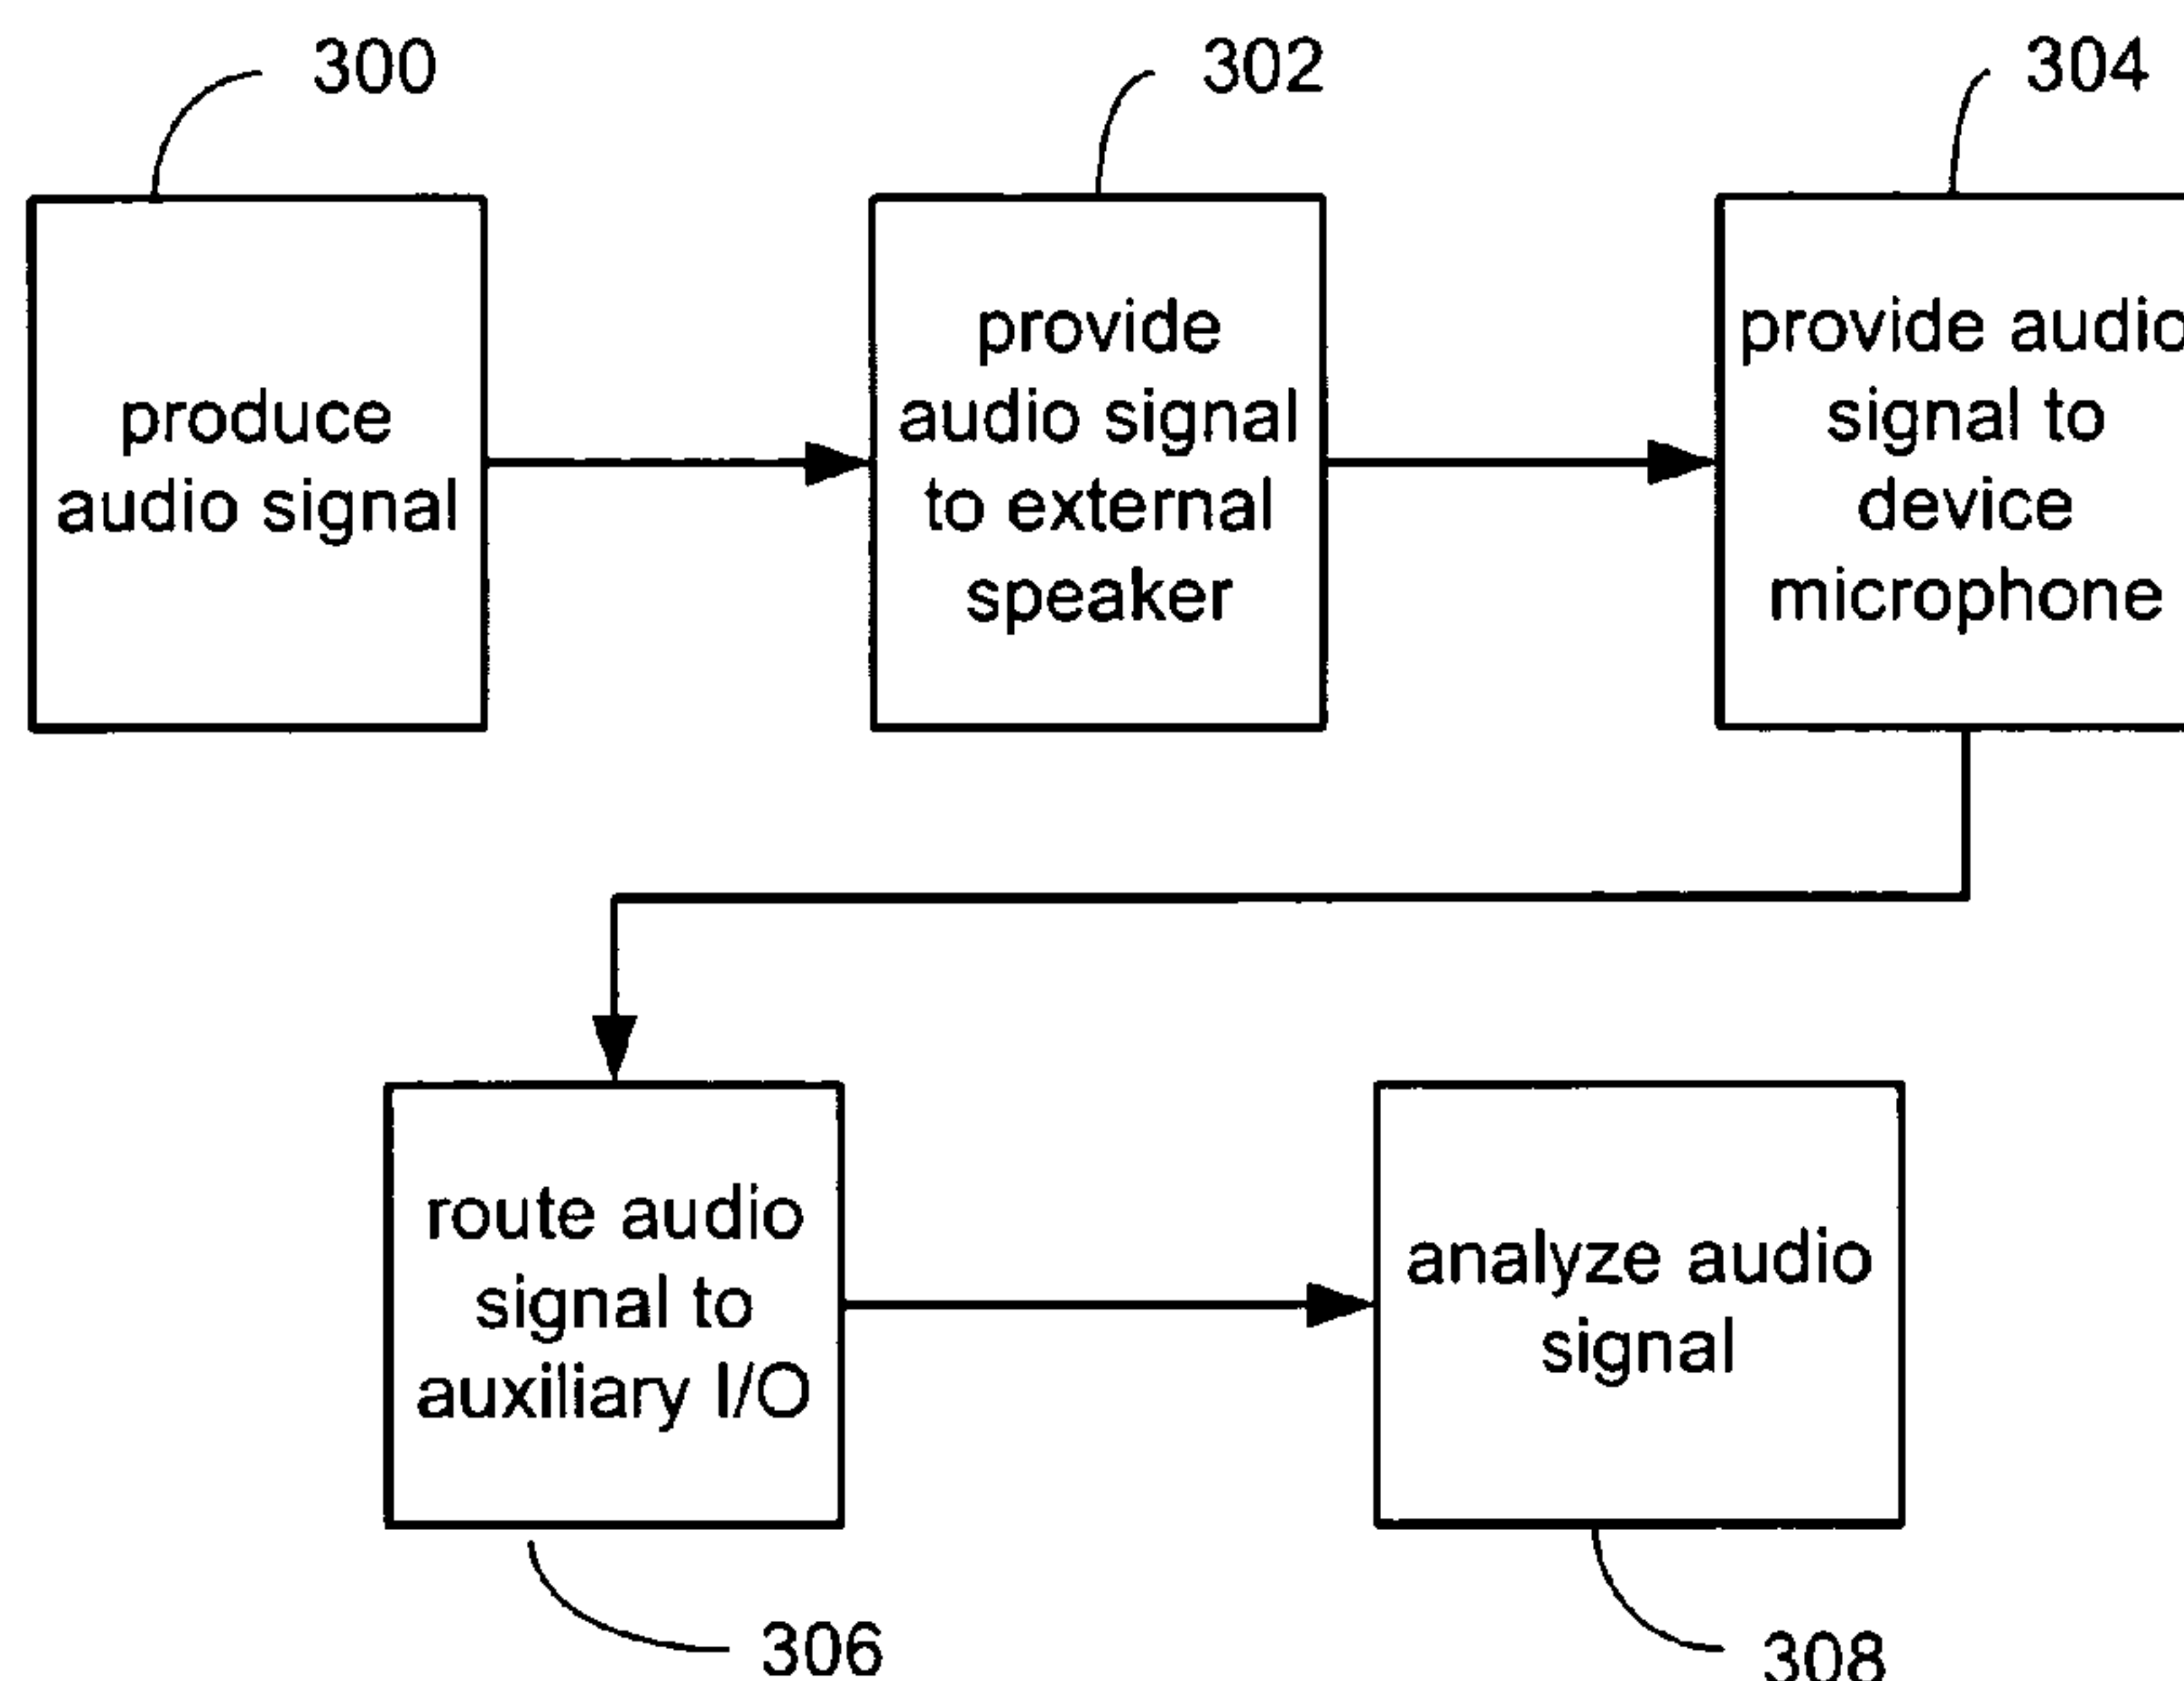 300
302
304
produce
audio signal
provide
audio signal
to external
speaker
provide audio
signal to
device
microphone
route audio
signal to
auxiliary I/O
analyze audio
signal
306
308